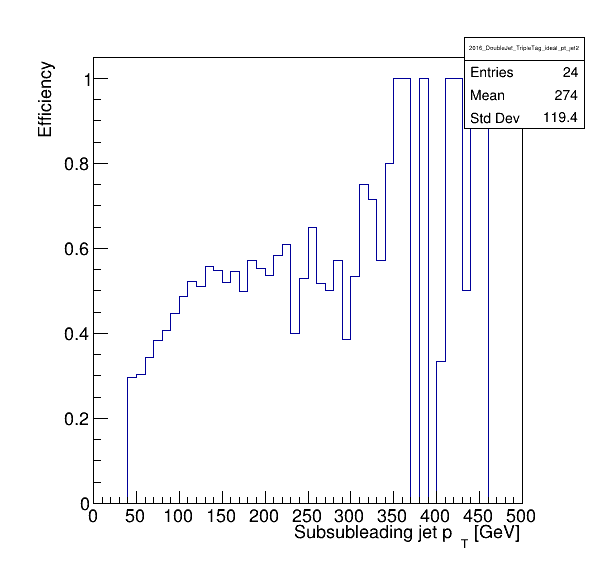 2016_DoubleJet_TripleTag_Ideal_pt_jet2
Entries 24
Mean 274
Std Dev 119.4
Efficiency
1
0.8
0.6
0.4
0.2
0
0 50 100 150 200 250 300 350 400 450 500
Subsubleading jet p T [GeV]